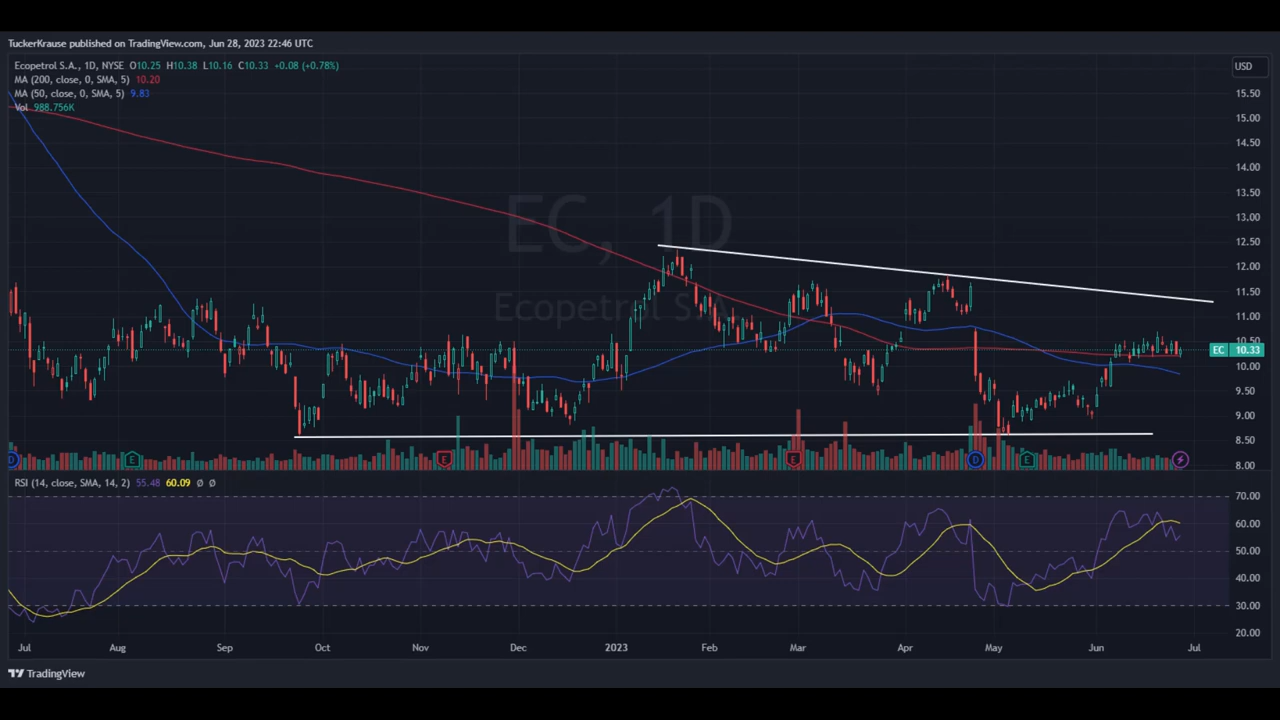 TuckerKrause published on TradingView.com, Jun 28, 2023 22:46 UTC
Ecopetrol S.A., 1D, NYSE O10.25 H10.38 L10.16 C10.33 +0.08 (+0.78%)
MA (200, close, 0, SMA, 5) 10.20
MA (50, close, 0, SMA, 5) 9.83
Vol 988.756K
USD
EC, 1D
Ecopetrol S.A.
15.50
15.00
14.50
14.00
13.50
13.00
12.50
12.00
11.50
11.00
10.50
EC 10.33
10.00
9.50
9.00
8.50
8.00
D E E E D E
RSI (14, close, SMA, 14, 2) 55.48 60.09 Ø Ø
70.00
60.00
50.00
40.00
30.00
20.00
Jul Aug Sep Oct Nov Dec 2023 Feb Mar Apr May Jun Jul
TradingView